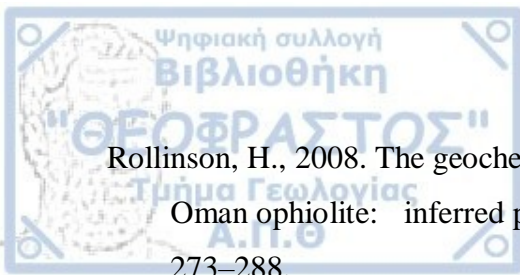 Ψηφιακή συλλογή
Βιβλιοθήκη
"ΘΕΟΦΡΑΣΤΟΣ"
Rollinson, H., 2008. The geoche
Τμήμα Γεωλογίας
Oman ophiolite: inferred p
Α.Π.Θ
273–288